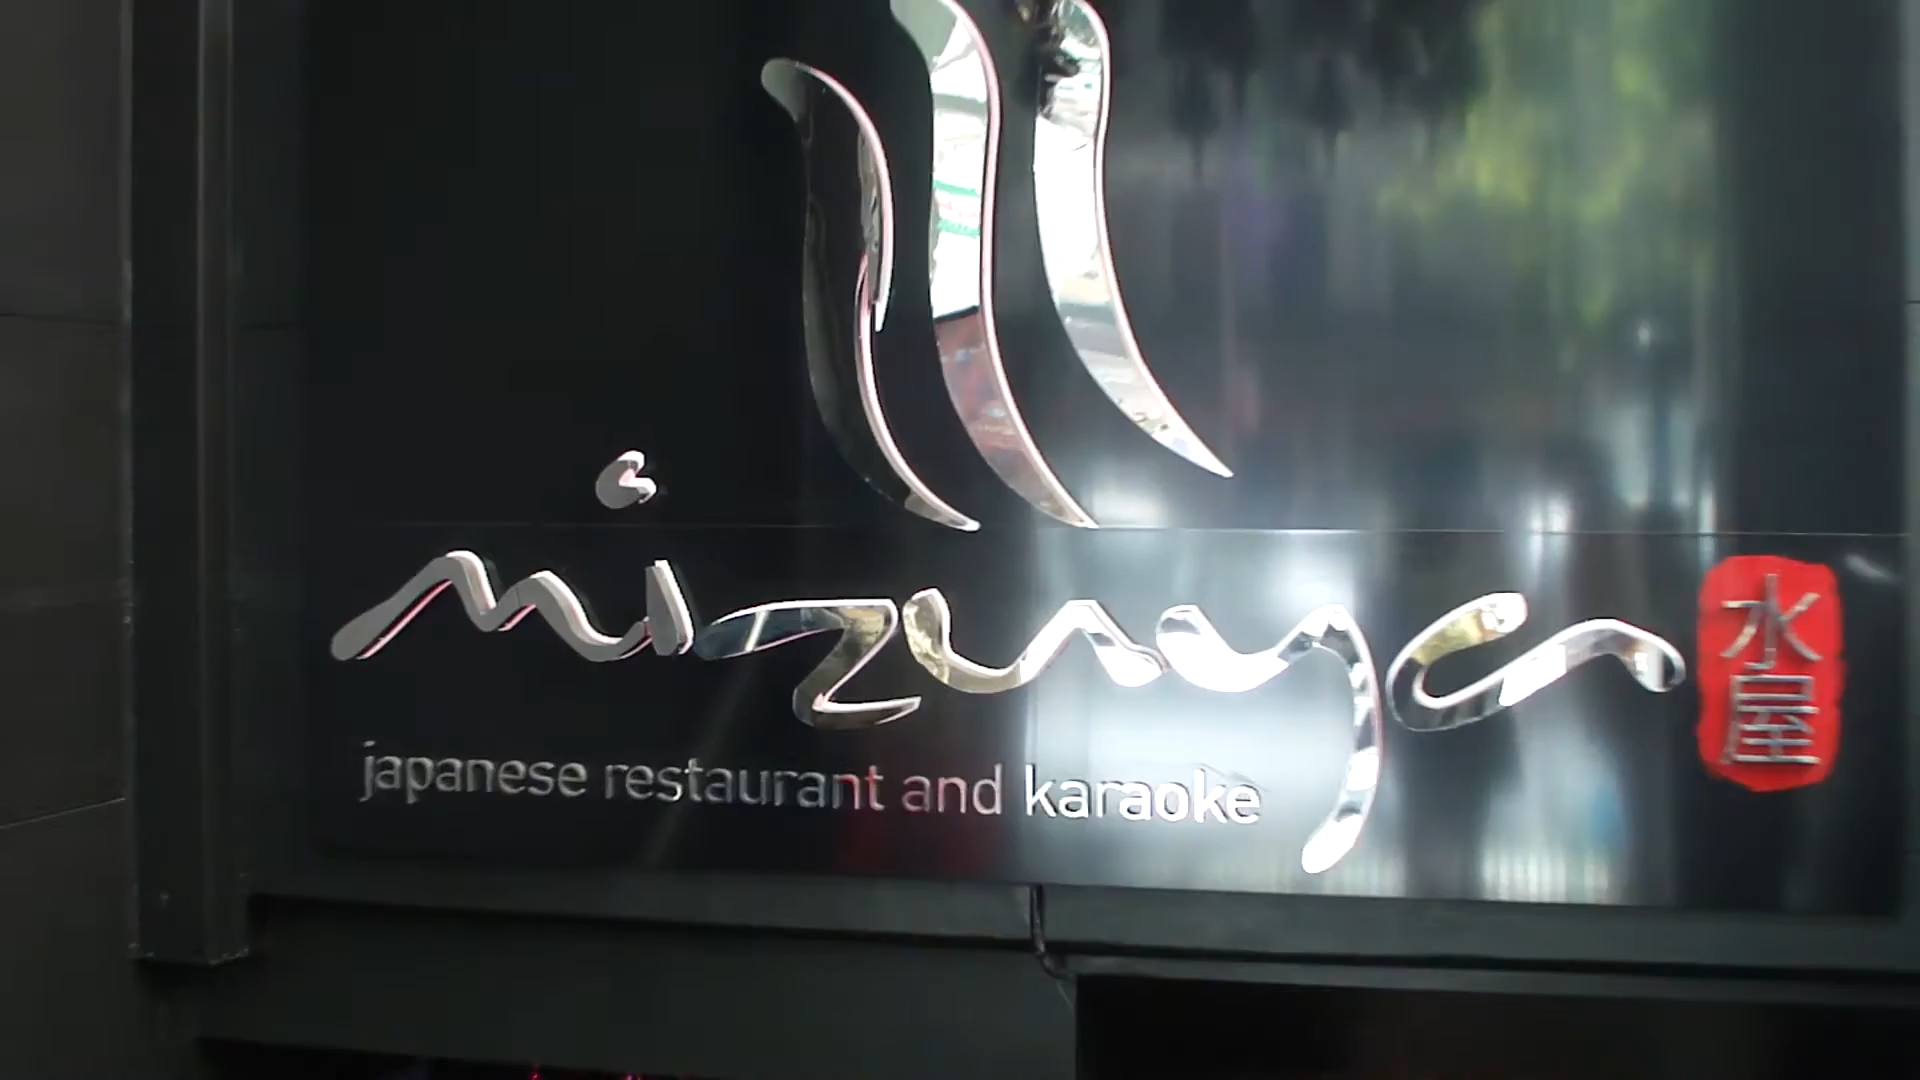 mizuya
水屋
japanese restaurant and karaoke